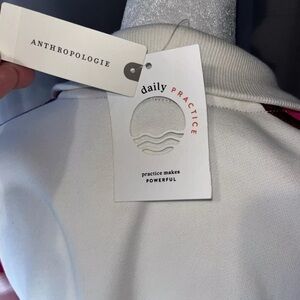 ANTHROPOLOGIE
daily PRACTICE
practice makes
POWERFUL